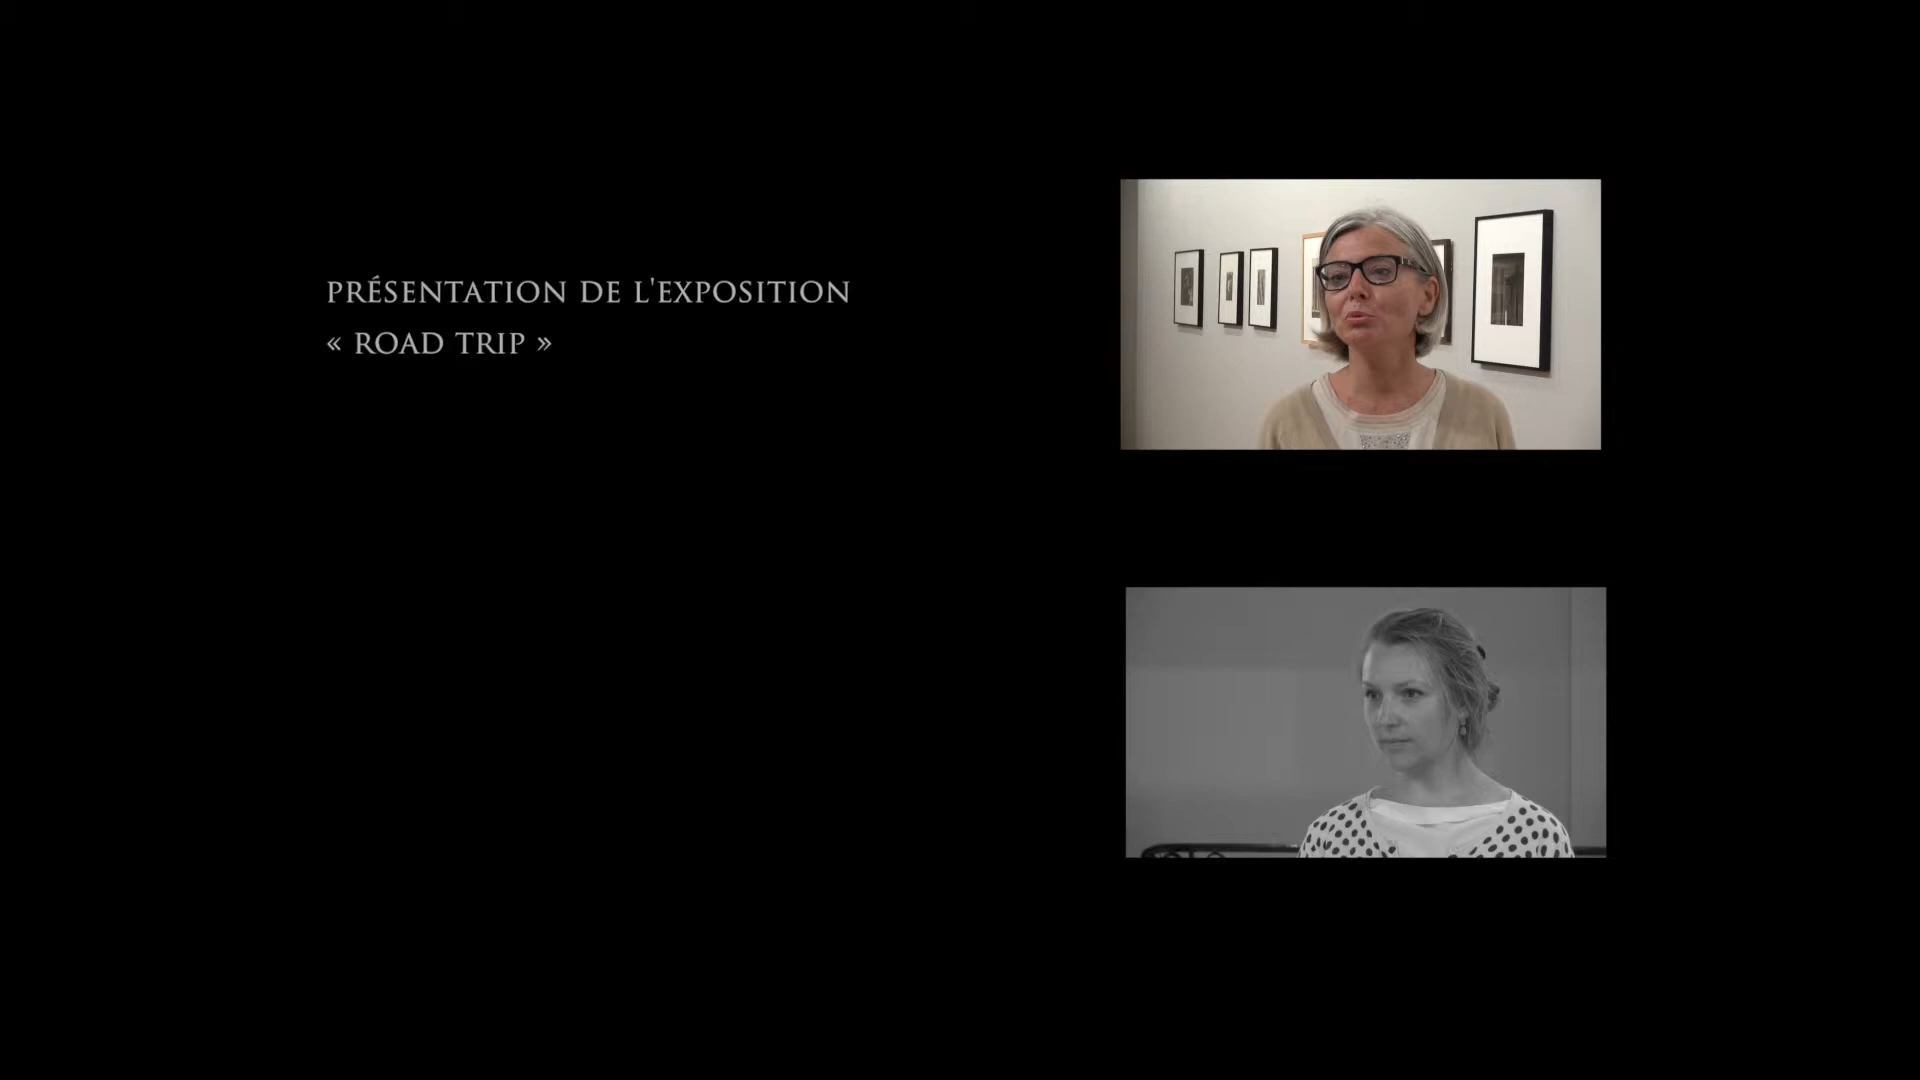 PRÉSENTATION DE L'EXPOSITION
« ROAD TRIP »